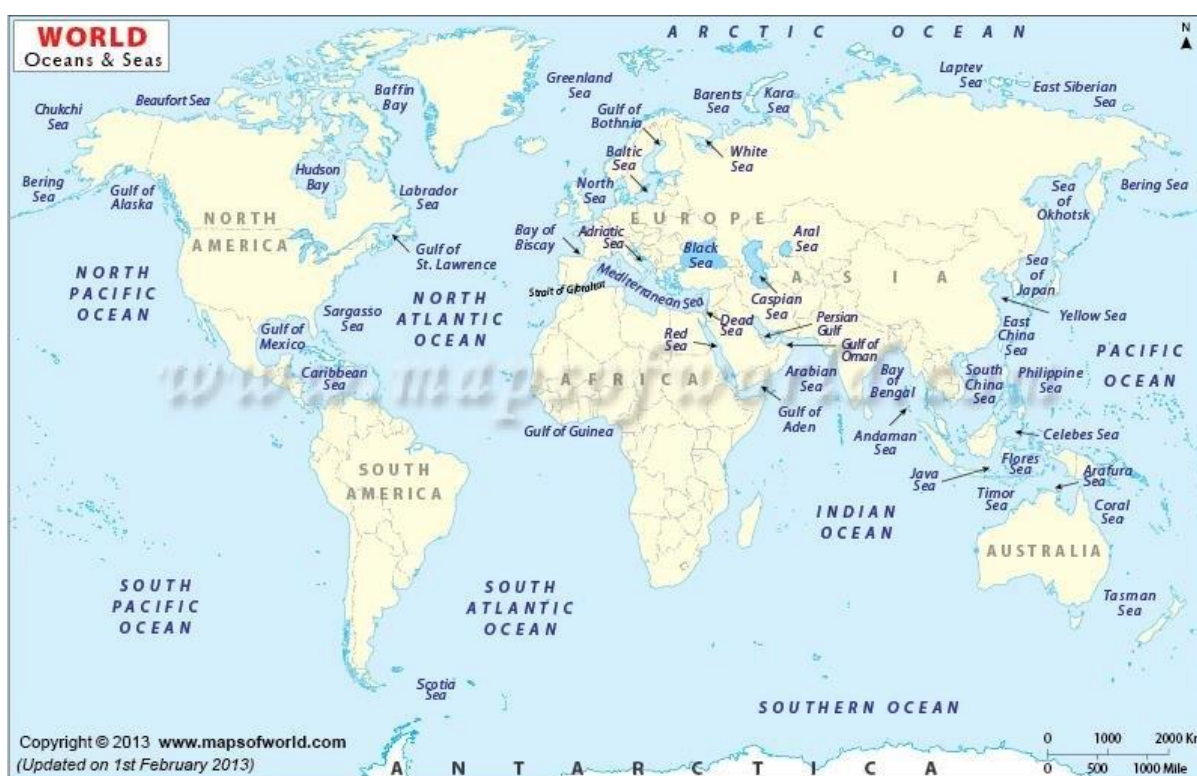 WORLD
Oceans & Seas
ARCTIC OCEAN
N
Greenland
Sea
Laptev
Sea
East Siberian
Sea
Baffin
Bay
Barents
Sea
Kara
Sea
Beaufort Sea
Chukchi
Sea
Gulf of
Bothnia
White
Sea
Baltic
Sea
Hudson
Bay
Bering
Sea
Gulf of
Alaska
Labrador
Sea
North
Sea
Sea
of
Okhotsk
Bering Sea
NORTH
AMERICA
EUROPE
Bay of
Biscay
Adriatic
Sea
Black
Sea
Aral
Sea
Gulf of
St. Lawrence
Sea
of
Japan
ASIA
NORTH
PACIFIC
OCEAN
NORTH
ATLANTIC
OCEAN
Strait of Gibraltar
Mediterranean Sea
Caspian
Sea
Sargasso
Sea
Dead
Sea
Persian
Gulf
Yellow Sea
East
China
Sea
Gulf of
Mexico
Red
Sea
Gulf of
Oman
PACIFIC
OCEAN
Caribbean
Sea
www.mapsofworld.com
AFRICA
Arabian
Sea
Bay
of
Bengal
South
China
Sea
Philippine
Sea
Gulf of
Aden
Gulf of Guinea
Andaman
Sea
Celebes Sea
SOUTH
AMERICA
Java
Sea
Flores
Sea
Arafura
Sea
Timor
Sea
Coral
Sea
INDIAN
OCEAN
AUSTRALIA
SOUTH
PACIFIC
OCEAN
SOUTH
ATLANTIC
OCEAN
Tasman
Sea
Scotia
Sea
SOUTHERN OCEAN
Copyright © 2013 www.mapsofworld.com
(Updated on 1st February 2013)
0 1000 2000 Km
0 500 1000 Mile
ANTARCTICA